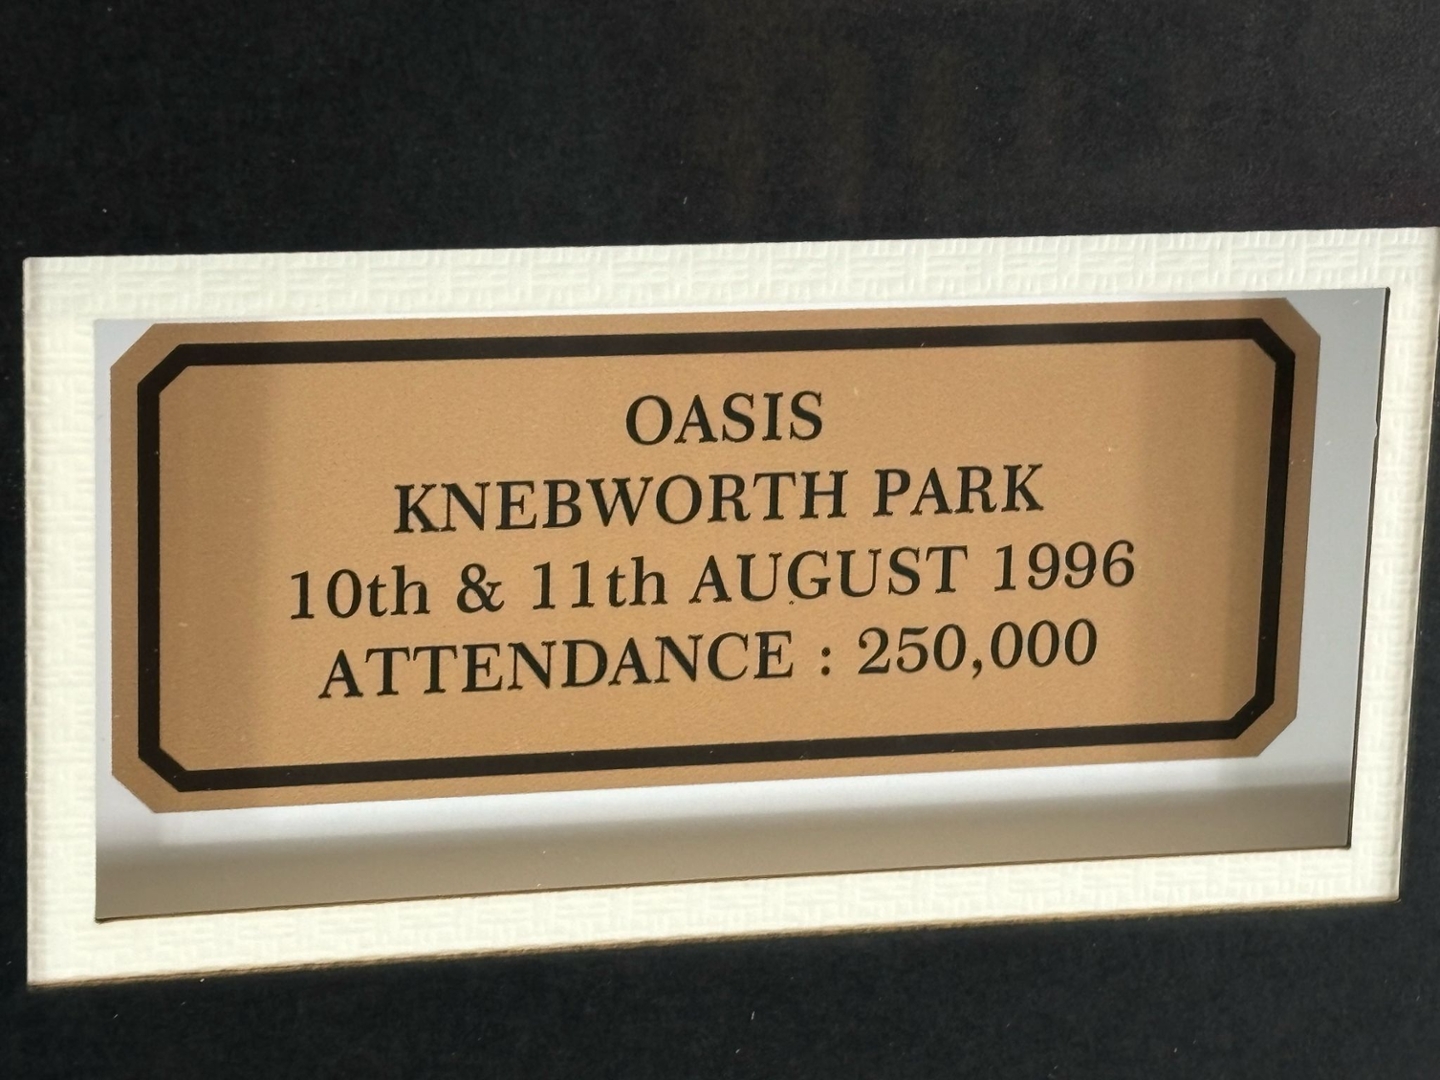 OASIS
KNEBWORTH PARK
10th & 11th AUGUST 1996
ATTENDANCE : 250,000